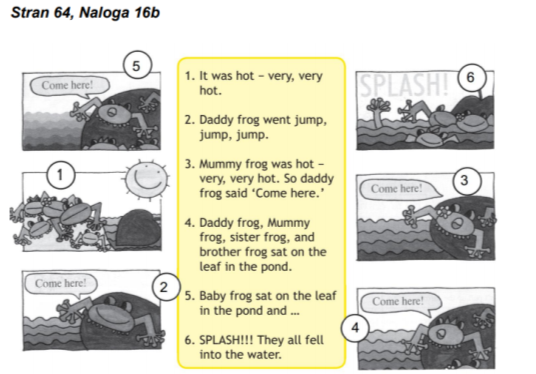 Stran 64, Naloga 16b
5
Come here!
1
Come here!
2
1. It was hot – very, very
hot.
2. Daddy frog went jump,
jump, jump.
3. Mummy frog was hot –
very, very hot. So daddy
frog said ‘Come here.’
4. Daddy frog, Mummy
frog, sister frog, and
brother frog sat on the
leaf in the pond.
5. Baby frog sat on the leaf
in the pond and ...
6. SPLASH!!! They all fell
into the water.
SPLASH!
6
Come here!
3
Come here!
4